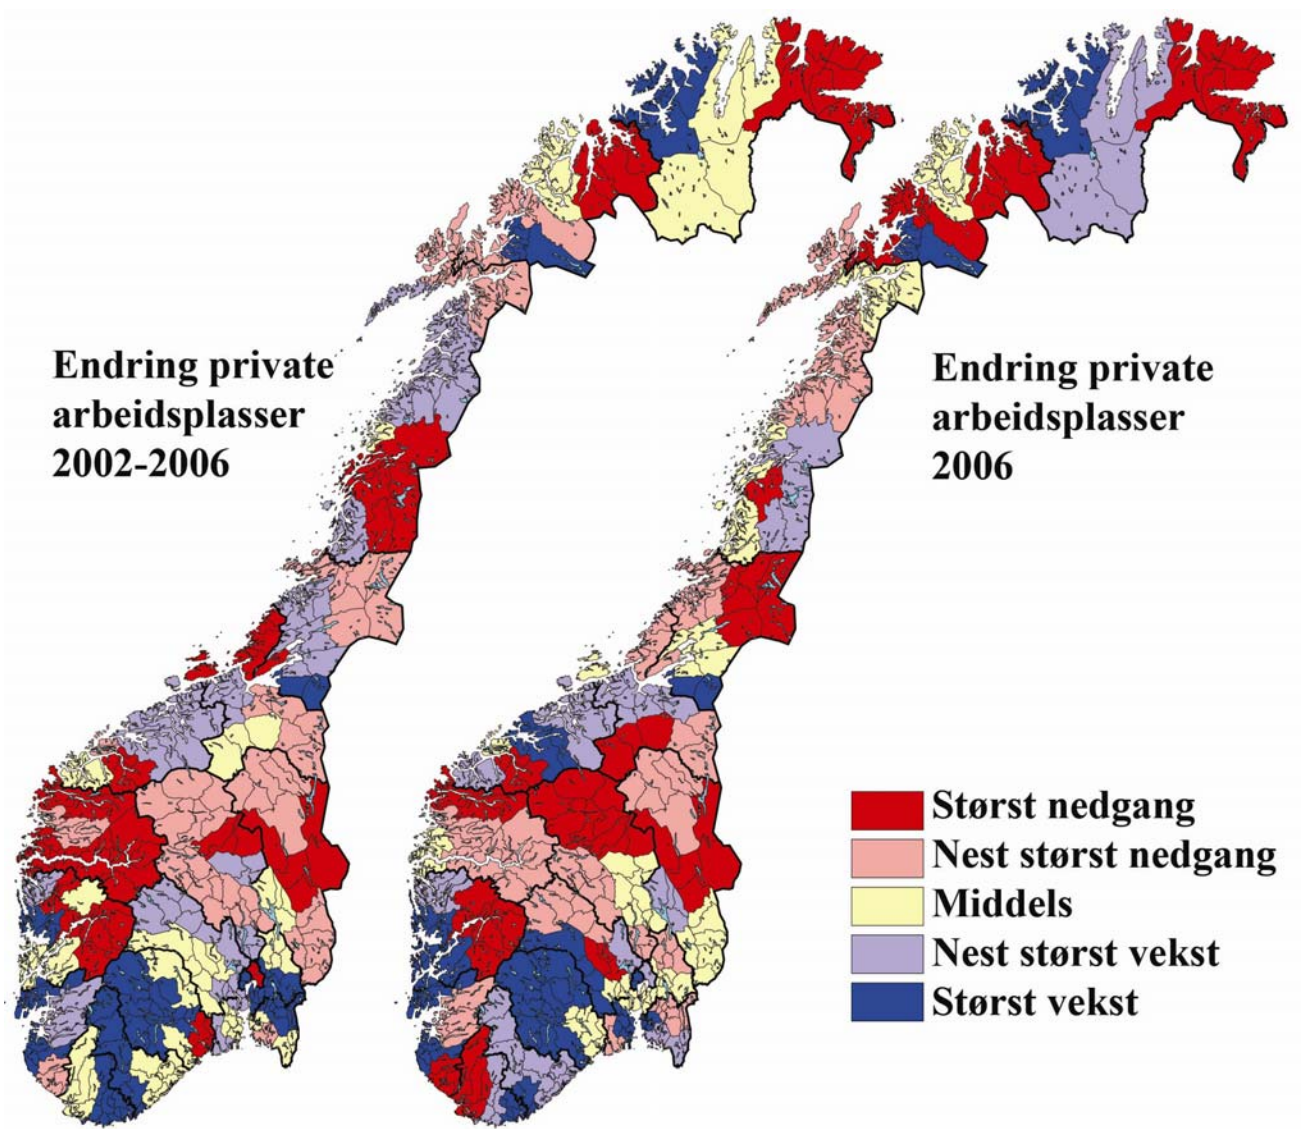 Endring private
arbeidsplasser
2002-2006
Endring private
arbeidsplasser
2006
Størst nedgang
Nest størst nedgang
Middels
Nest størst vekst
Størst vekst